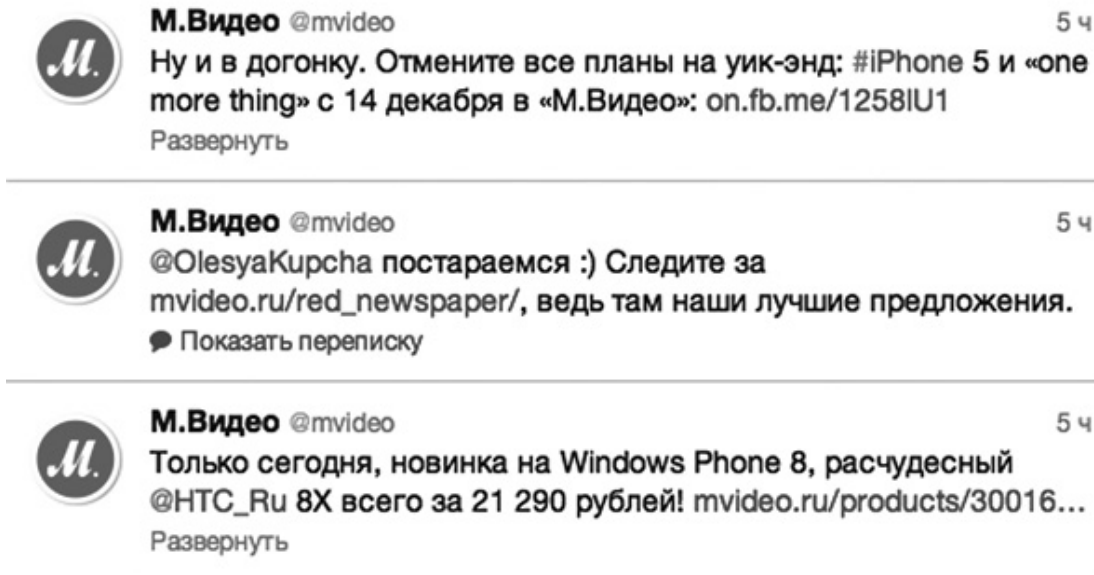 М.Видео @mvideo 5 ч
Ну и в догонку. Отмените все планы на уик-энд: #iPhone 5 и «one
more thing» с 14 декабря в «М.Видео»: on.fb.me/1258lU1
Развернуть
М.Видео @mvideo 5 ч
@OlesyaKupcha постараемся :) Следите за
mvideo.ru/red_newspaper/, ведь там наши лучшие предложения.
Показать переписку
М.Видео @mvideo 5 ч
Только сегодня, новинка на Windows Phone 8, расчудесный
@HTC_Ru 8X всего за 21 290 рублей! mvideo.ru/products/30016...
Развернуть